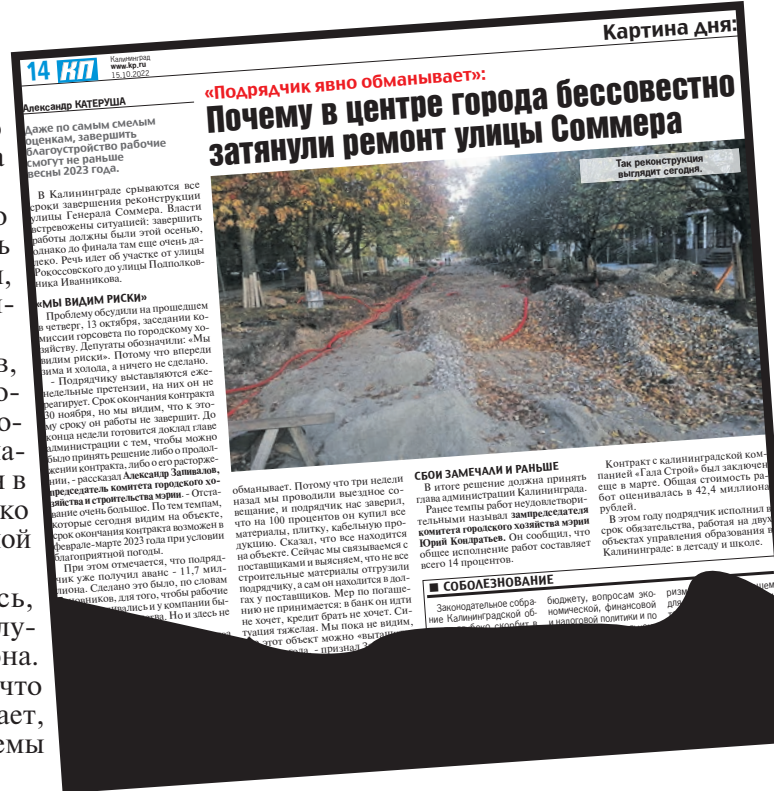 Картина дня:
14 КП
Калининград
www.kp.ru
15.10.2022
Александр КАТЕРУША
Даже по самым смелым
оценкам, завершить
благоустройство рабочие
смогут не раньше
весны 2023 года.
«Подрядчик явно обманывает»:
Почему в центре города бессовестно
затянули ремонт улицы Соммера
Так реконструкция
выглядит сегодня.
В Калининграде срываются все
сроки завершения реконструкции
улицы Генерала Соммера. Власти
встревожены ситуацией: завершить
работы должны были этой осенью,
однако до финала там еще очень да-
леко. Речь идет об участке от улицы
Рокоссовского до улицы Подполков-
ника Иванникова.
«МЫ ВИДИМ РИСКИ»
Проблему обсудили на прошедшем
в четверг, 13 октября, заседании ко-
миссии горсовета по городскому хо-
зяйству. Депутаты обозначили: «Мы
видим риски». Потому что впереди
зима и холода, а ничего не сделано.
- Подрядчику выставляются еже-
недельные претензии, на них он не
реагирует. Срок окончания контракта
30 ноября, но мы видим, что к это-
му сроку он работы не завершит. До
конца недели готовится доклад главе
администрации с тем, чтобы можно
было принять решение либо о продол-
жении контракта, либо о его расторже-
нии, - рассказал Александр Запивалов,
председатель комитета городского хо-
зяйства и строительства мэрии. - Отста-
вание очень большое. По тем темпам,
которые сегодня видим на объекте,
срок окончания контракта возможен в
феврале-марте 2023 года при условии
благоприятной погоды.
При этом отмечается, что подряд-
чик уже получил аванс - 11,7 мил-
лиона. Сделано это было, по словам
чиновников, для того, чтобы рабочие
и у компании бы-
Но и здесь не
обманывает. Потому что три недели
назад мы проводили выездное со-
вещание, и подрядчик нас заверил,
что на 100 процентов он купил все
материалы, плитку, кабельную про-
дукцию. Сказал, что все находится
на объекте. Сейчас мы связываемся с
поставщиками и выясняем, что не все
строительные материалы отгрузили
подрядчику, а сам он находится в дол-
гах у поставщиков. Мер по погаше-
нию не принимается: в банк он идти
не хочет, кредит брать не хочет. Си-
туация тяжелая. Мы пока не видим,
этот объект можно
- признал
СБОИ ЗАМЕЧАЛИ И РАНЬШЕ
В итоге решение должна принять
глава администрации Калининграда.
Ранее темпы работ неудовлетвори-
тельными называл зампредседателя
комитета городского хозяйства мэрии
Юрий Кондратьев. Он сообщил, что
общее исполнение работ составляет
всего 14 процентов.
Контракт с калининградской ком-
панией «Гала Строй» был заключен
еще в марте. Общая стоимость ра-
бот оценивалась в 42,4 миллиона
рублей.
В этом году подрядчик исполнил в
срок обязательства, работая на двух
объектах управления образования в
Калининграде: в детсаду и школе.
СОБОЛЕЗНОВАНИЕ
Законодательное собра-
ние Калининградской об-
скорбит в
бюджету, вопросам эко-
номической, финансовой
и налоговой политики и по